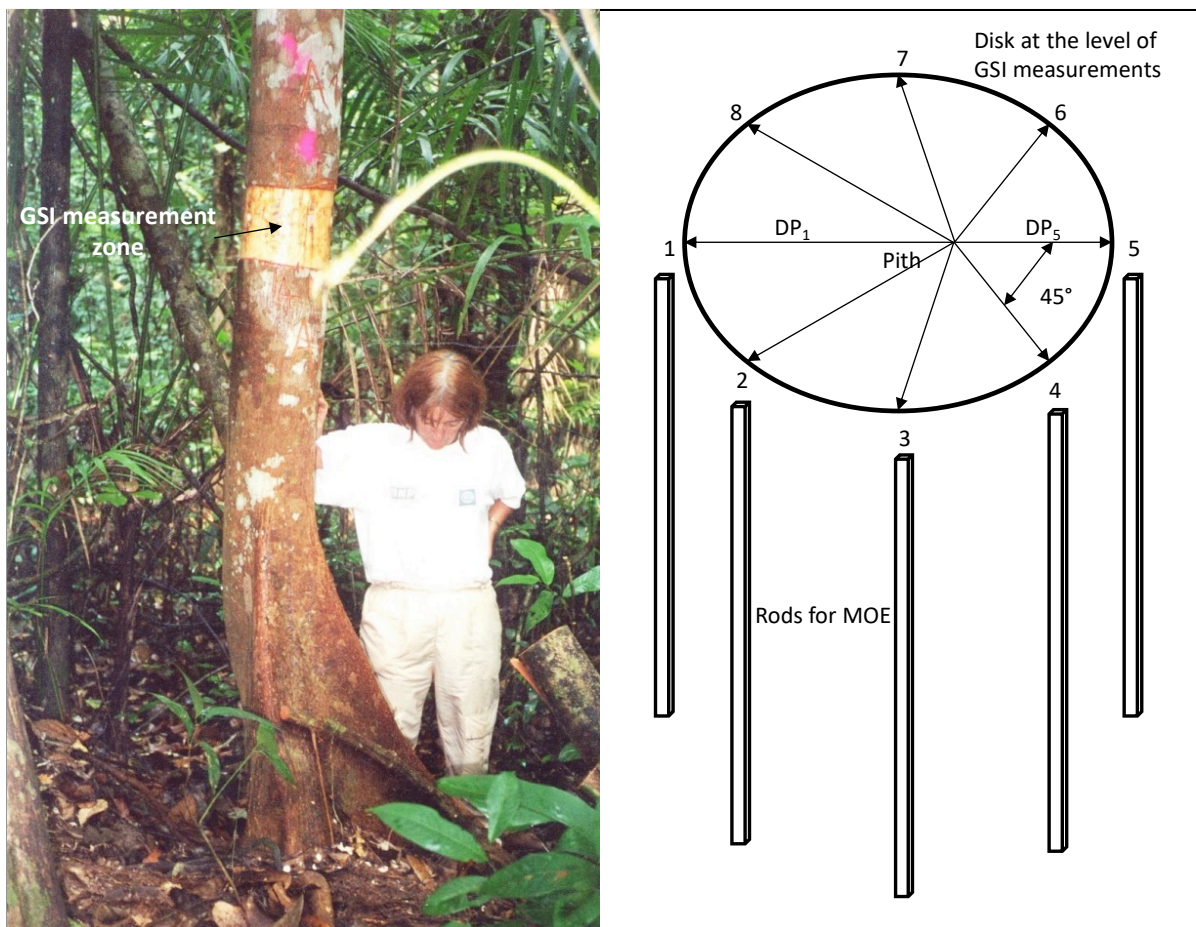 GSI measurement
zone
Disk at the level of
GSI measurements
7
8
6
DP₁
DP₅
1
5
Pith
45°
2
4
3
Rods for MOE